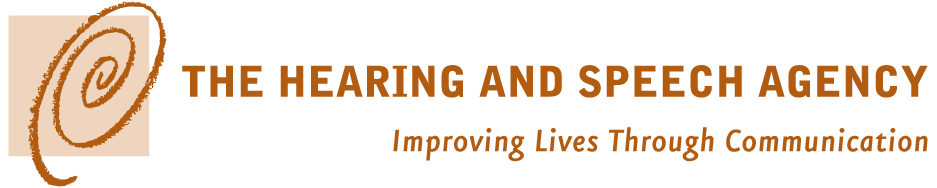 THE HEARING AND SPEECH AGENCY
Improving Lives Through Communication